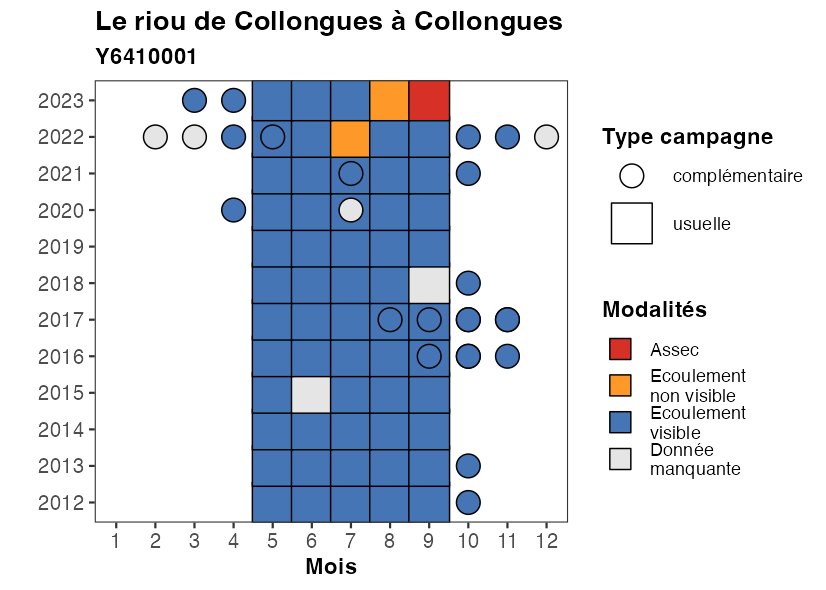 Le riou de Collongues à Collongues
Y6410001
2023
2022
2021
2020
2019
2018
2017
2016
2015
2014
2013
2012
1 2 3 4 5 6 7 8 9 10 11 12
Mois
Type campagne
complémentaire
usuelle
Modalités
Assec
Ecoulement
non visible
Ecoulement
visible
Donnée
manquante